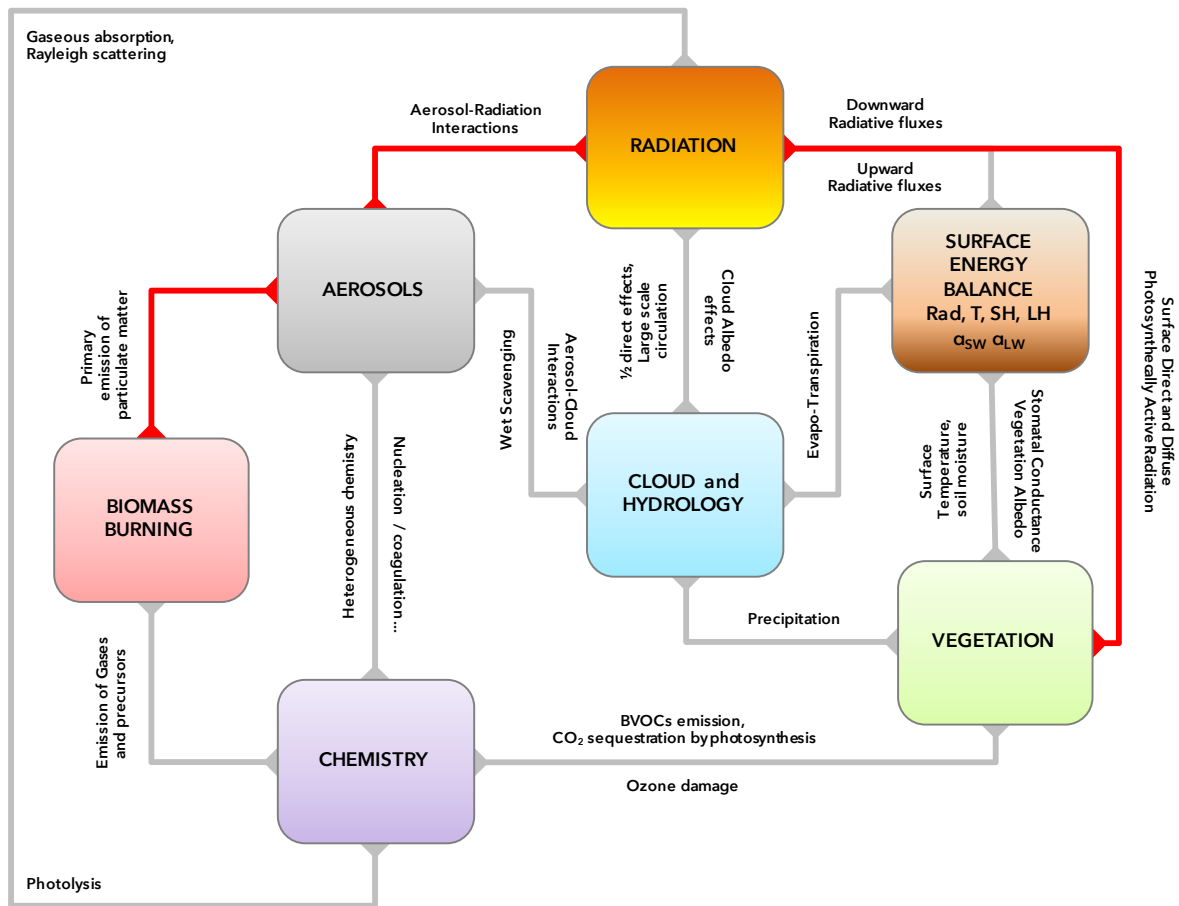 Gaseous absorption,
Rayleigh scattering
Aerosol-Radiation
Interactions
RADIATION
Downward
Radiative fluxes
Upward
Radiative fluxes
AEROSOLS
SURFACE
ENERGY
BALANCE
Rad, T, SH, LH
αSW αLW
Primary
emission of
particulate matter
Wet Scavenging
Aerosol-Cloud
Interactions
½ direct effects,
Large scale
circulation
Cloud Albedo
effects
Evapo-Transpiration
Surface Direct and Diffuse
Photosynthecally Active Radiation
BIOMASS
BURNING
Heterogeneous chemistry
Nucleation / coagulation...
CLOUD and
HYDROLOGY
Surface
Temperature,
soil moisture
Stomatal Conductance
Vegetation Albedo
Precipitation
VEGETATION
Emission of Gases
and precursors
CHEMISTRY
BVOCs emission,
CO₂ sequestration by photosynthesis
Ozone damage
Photolysis